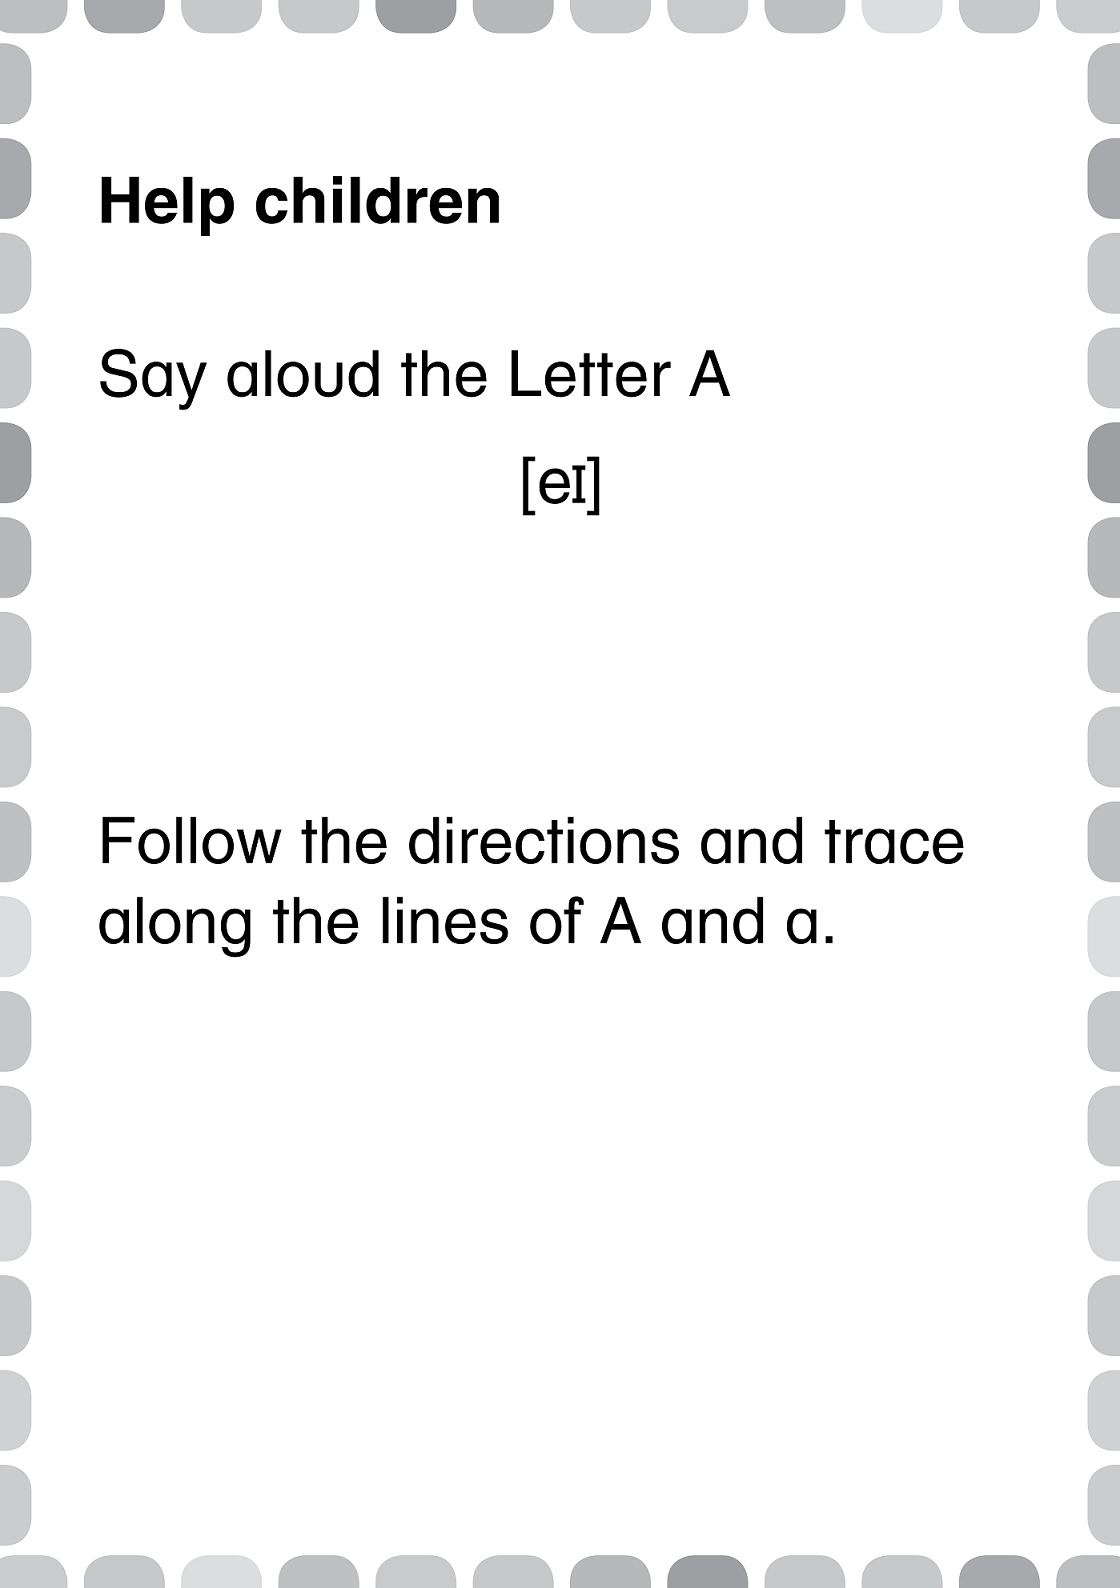 Help children
Say aloud the Letter A
[eɪ]
Follow the directions and trace
along the lines of A and a.